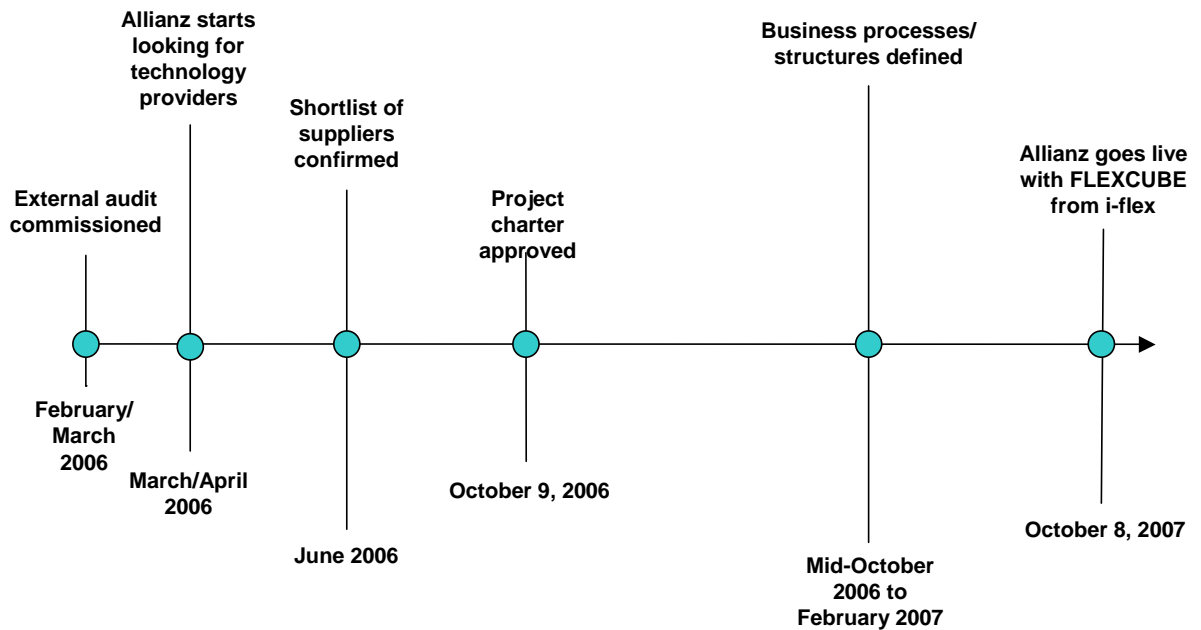 Allianz starts
looking for
technology
providers
Business processes/
structures defined
Shortlist of
suppliers
confirmed
Allianz goes live
with FLEXCUBE
from i-flex
External audit
commissioned
Project
charter
approved
February/
March
2006
March/April
2006
October 9, 2006
October 8, 2007
June 2006
Mid-October
2006 to
February 2007